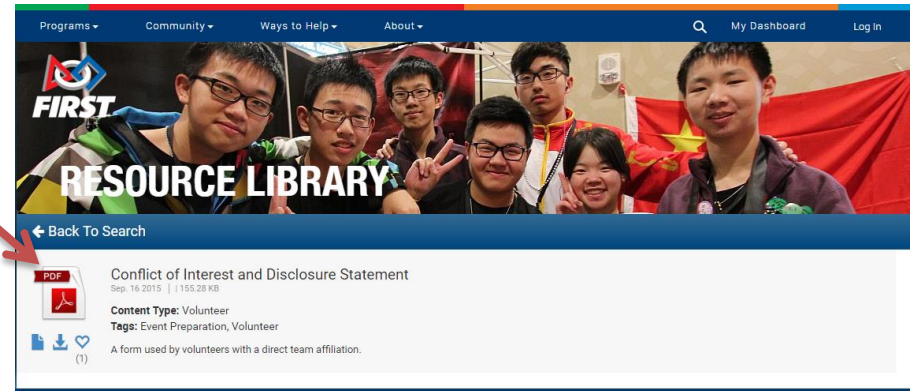 Programs Community Ways to Help About My Dashboard Log In
FIRST
RESOURCE LIBRARY
Back To Search
PDF
Conflict of Interest and Disclosure Statement
Sep. 16 2015 | | 155.28 KB
Content Type: Volunteer
Tags: Event Preparation, Volunteer
A form used by volunteers with a direct team affiliation.
(1)